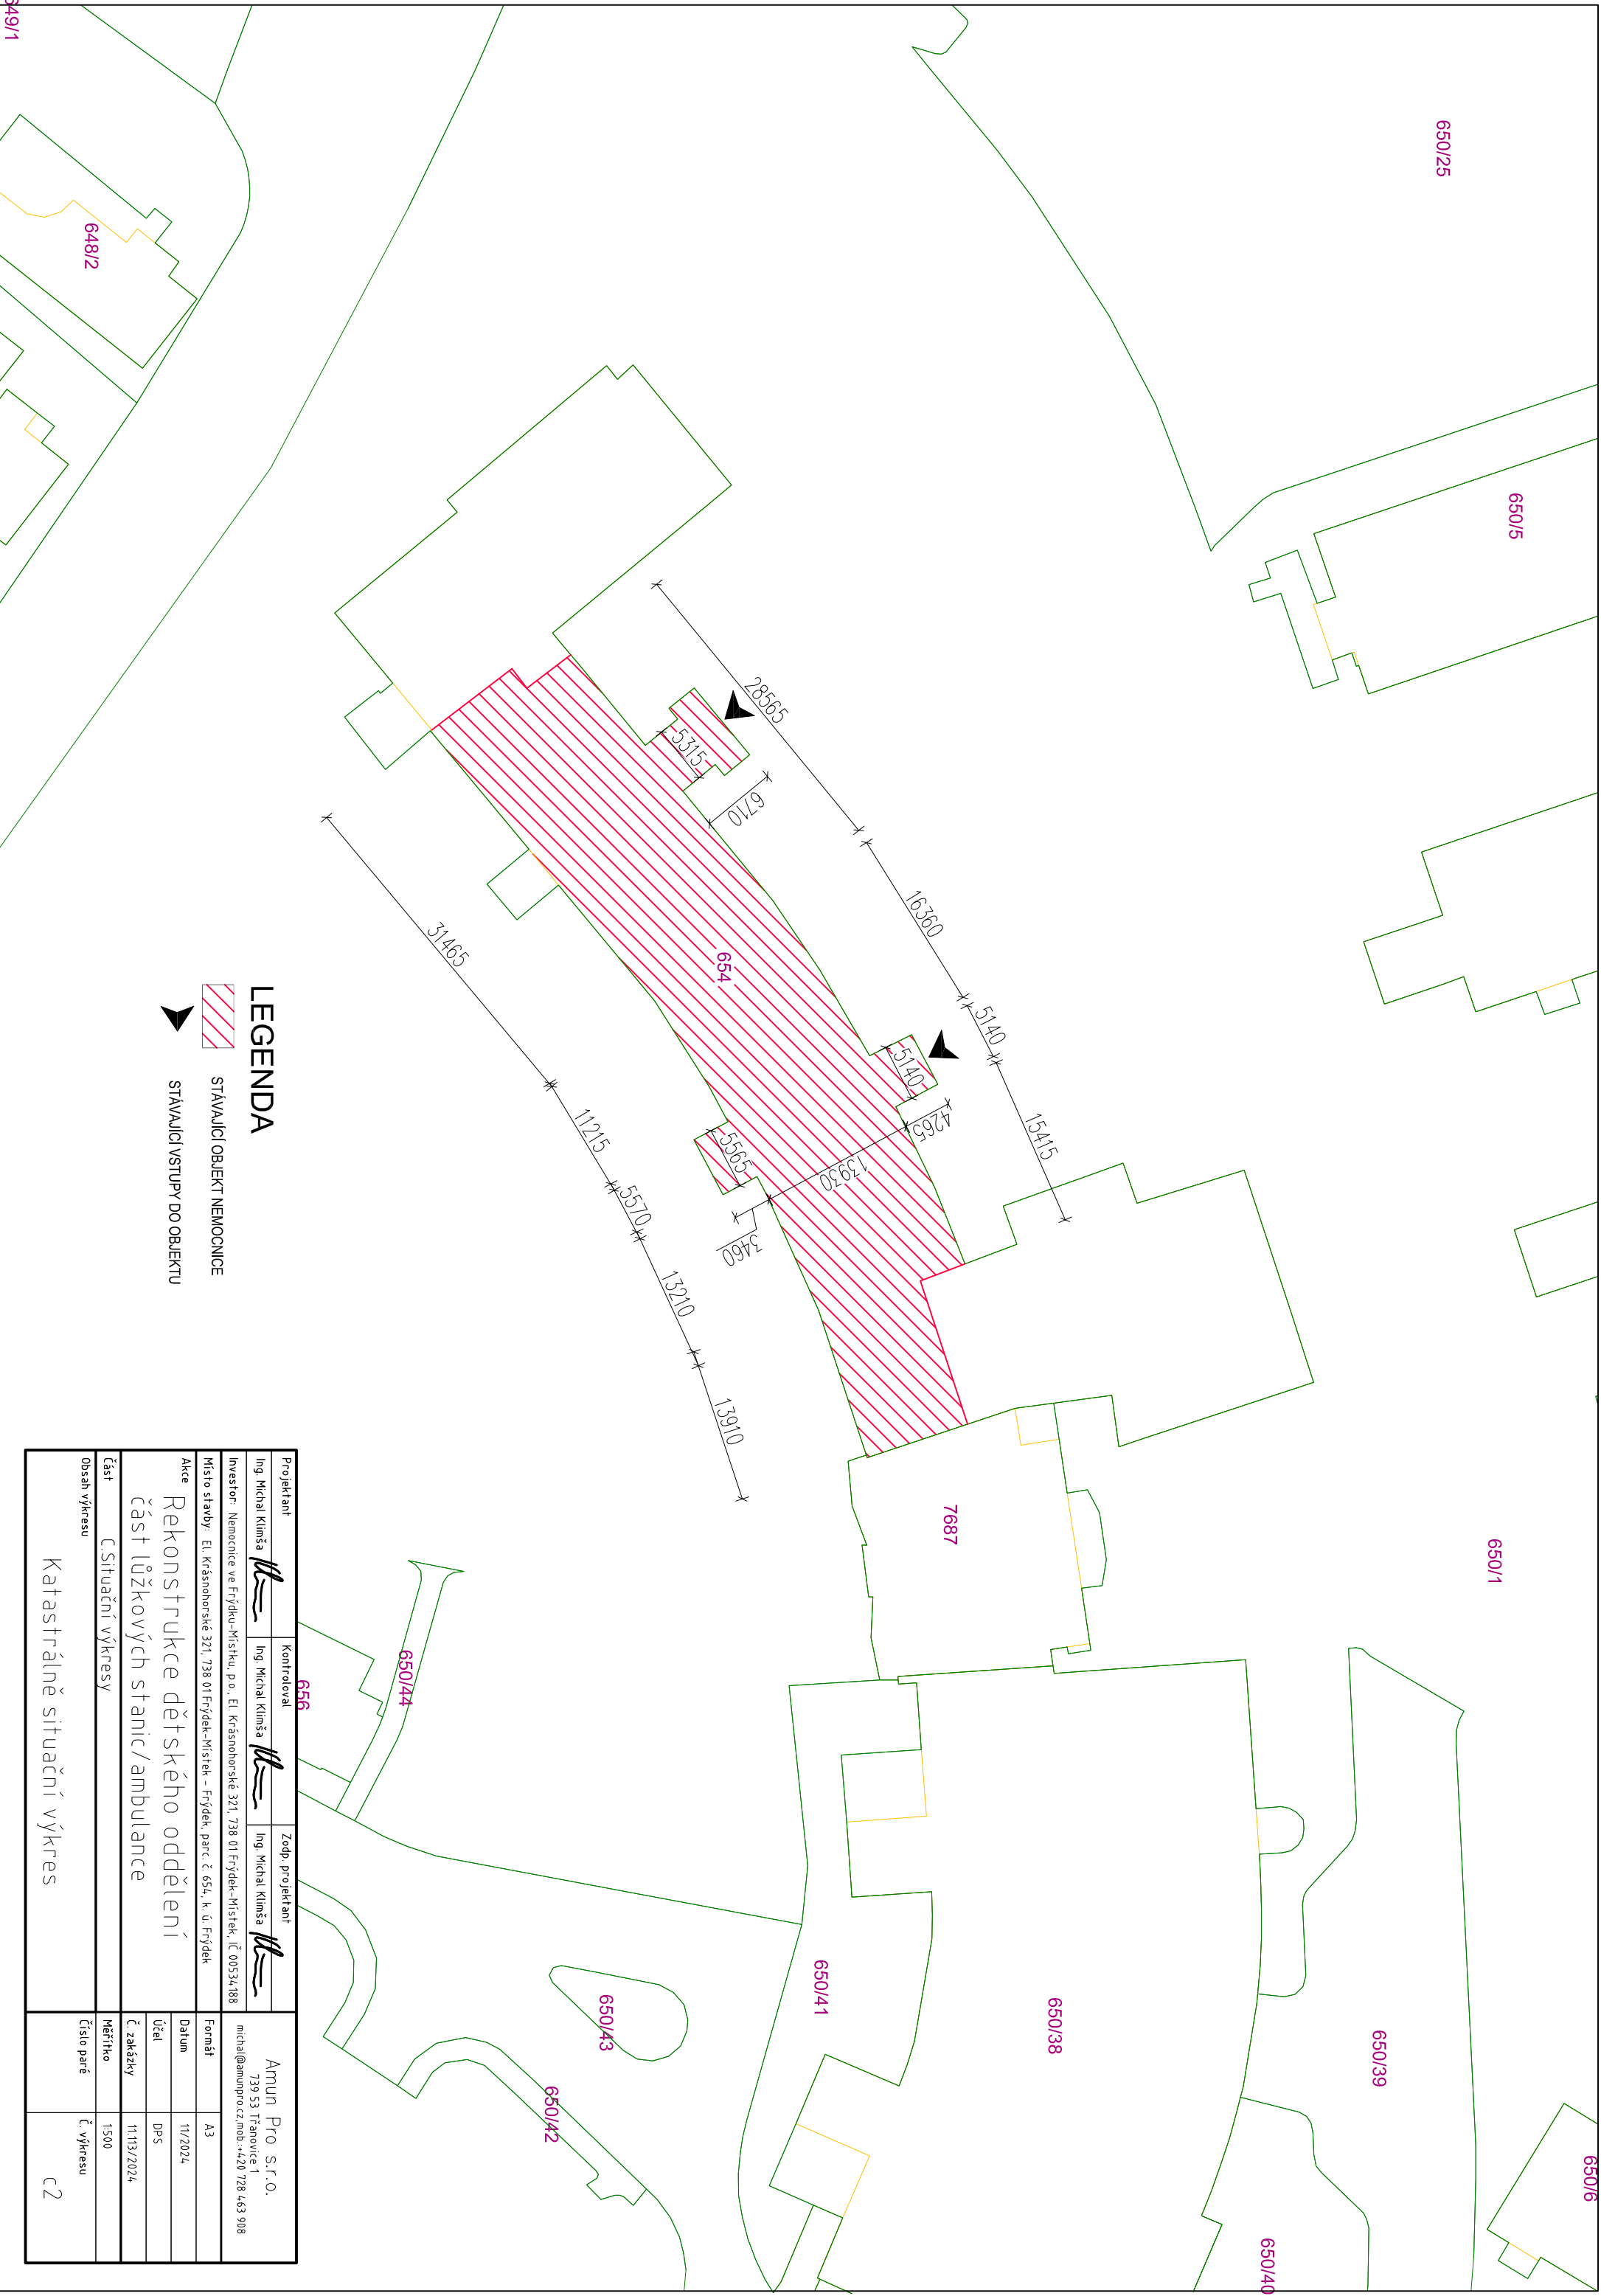 649/1
648/2
650/25
650/5
650/1
650/6
650/39
650/40
650/38
650/41
650/43
650/42
650/44
656
7687
654
28565
16360
5140
15415
5315
6710
5140
4265
13930
5565
3460
31465
11215
5570
13210
13910
LEGENDA
STÁVAJÍCÍ OBJEKT NEMOCNICE
STÁVAJÍCÍ VSTUPY DO OBJEKTU
Projektant Kontroloval Zodp. projektant
Ing. Michal Klimša Ing. Michal Klimša Ing. Michal Klimša
Amun Pro s.r.o.
739 53 Třanovice 1
michal@amunpro.cz,mob.:+420 728 463 908
Investor: Nemocnice ve Frýdku-Místku, p.o., El. Krásnohorské 321, 738 01 Frýdek-Místek, IČ 00534188
Místo stavby: El. Krásnohorské 321, 738 01 Frýdek-Místek - Frýdek, parc. č. 654, k. ú. Frýdek
Formát A3
Akce Rekonstrukce dětského oddělení
část lůžkových stanic/ambulance
Datum 11/2024
Účel DPS
Č. zakázky 11.113/2024
Část C.Situační výkresy
Měřítko 1:500
Obsah výkresu
Katastrálně situační výkres
Číslo paré Č. výkresu
c2